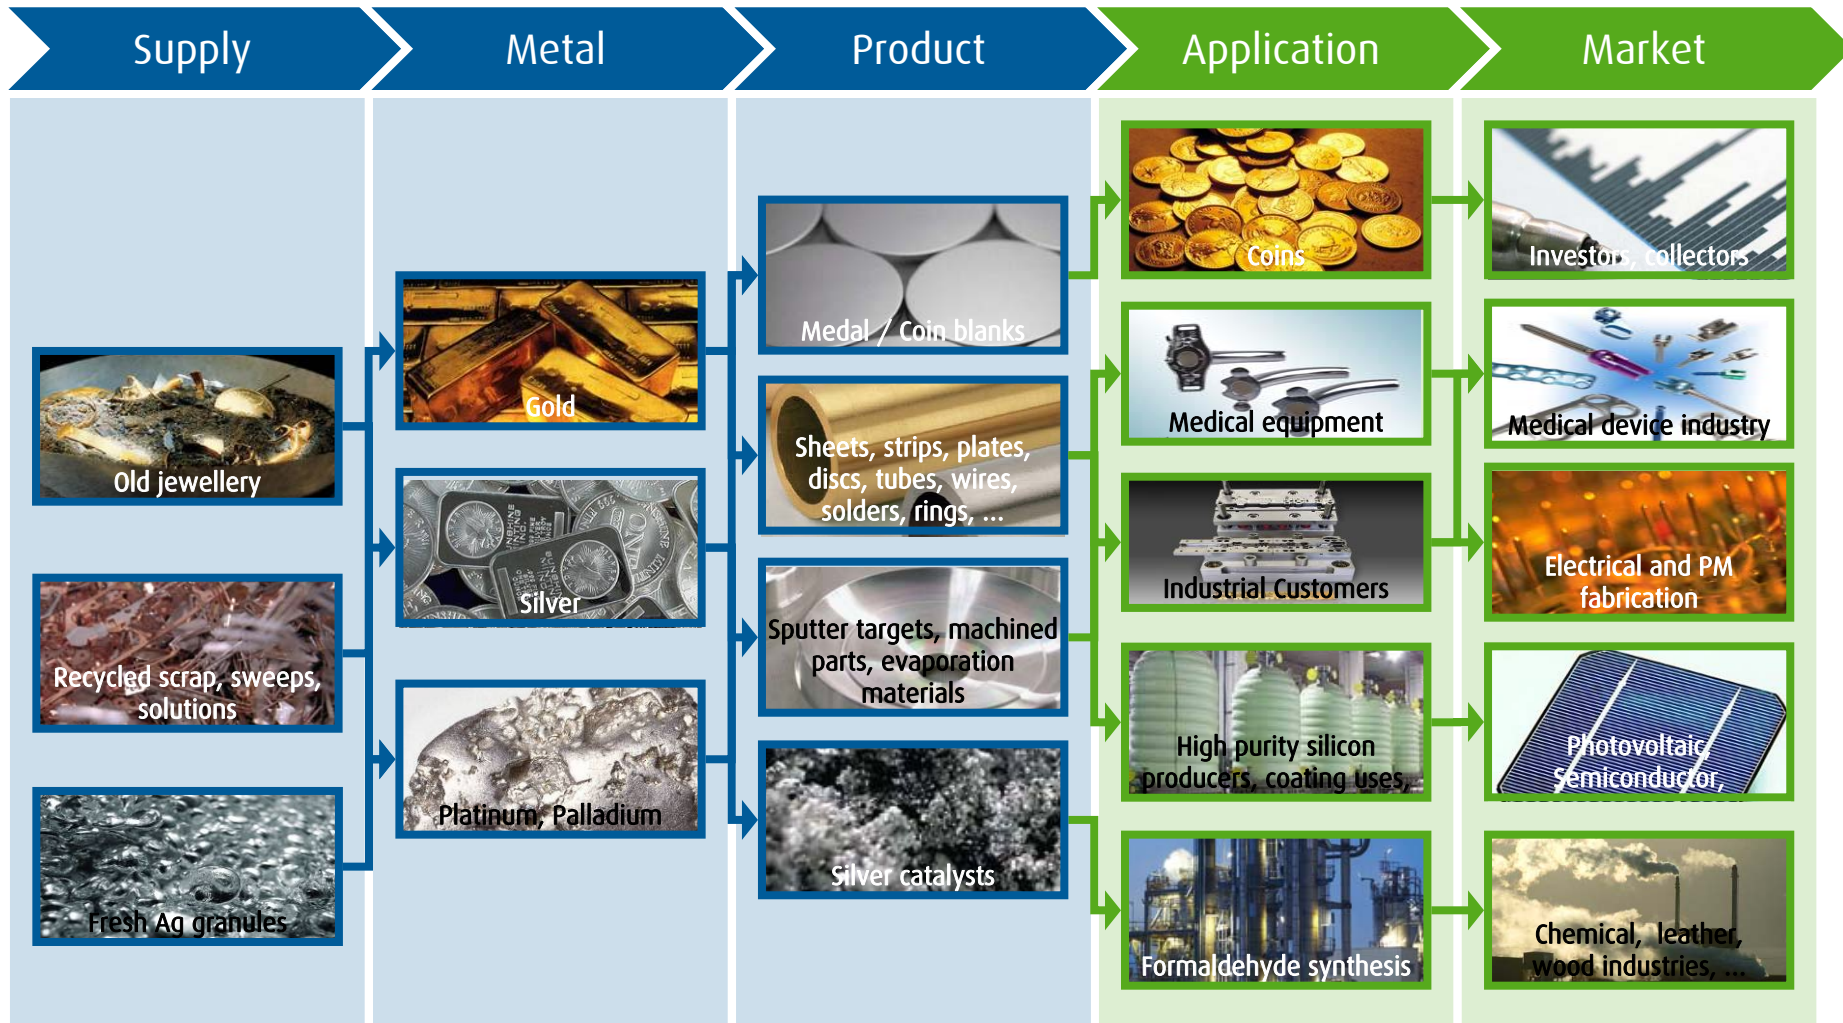 Supply
Metal
Product
Application
Market
Old jewellery
Recycled scrap, sweeps,
solutions
Fresh Ag granules
Gold
Silver
Platinum, Palladium
Medal / Coin blanks
Sheets, strips, plates,
discs, tubes, wires,
solders, rings, ...
Sputter targets, machined
parts, evaporation
materials
Silver catalysts
Coins
Medical equipment
Industrial Customers
High purity silicon
producers, coating uses,
Formaldehyde synthesis
Investors, collectors
Medical device industry
Electrical and PM
fabrication
Photovoltaic,
Semiconductor,
Chemical, leather,
wood industries, ...